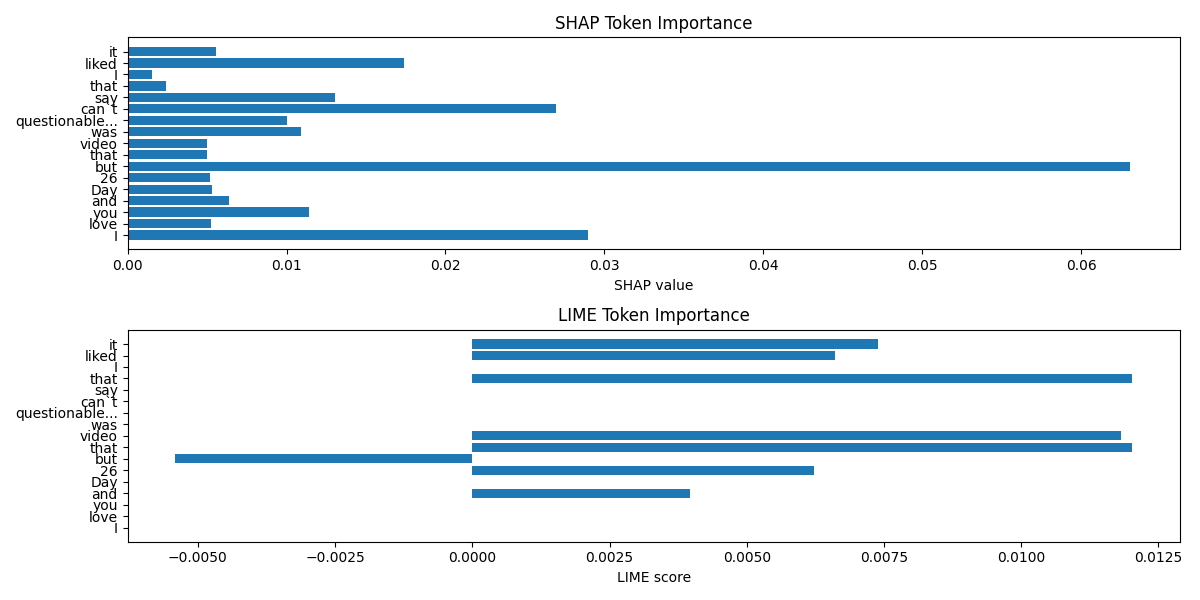 SHAP Token Importance
it
liked
I
that
say
can`t
questionable...
was
video
that
but
26
Day
and
you
love
I
0.00 0.01 0.02 0.03 0.04 0.05 0.06
SHAP value
LIME Token Importance
it
liked
I
that
say
can`t
questionable...
was
video
that
but
26
Day
and
you
love
I
−0.0050 −0.0025 0.0000 0.0025 0.0050 0.0075 0.0100 0.0125
LIME score